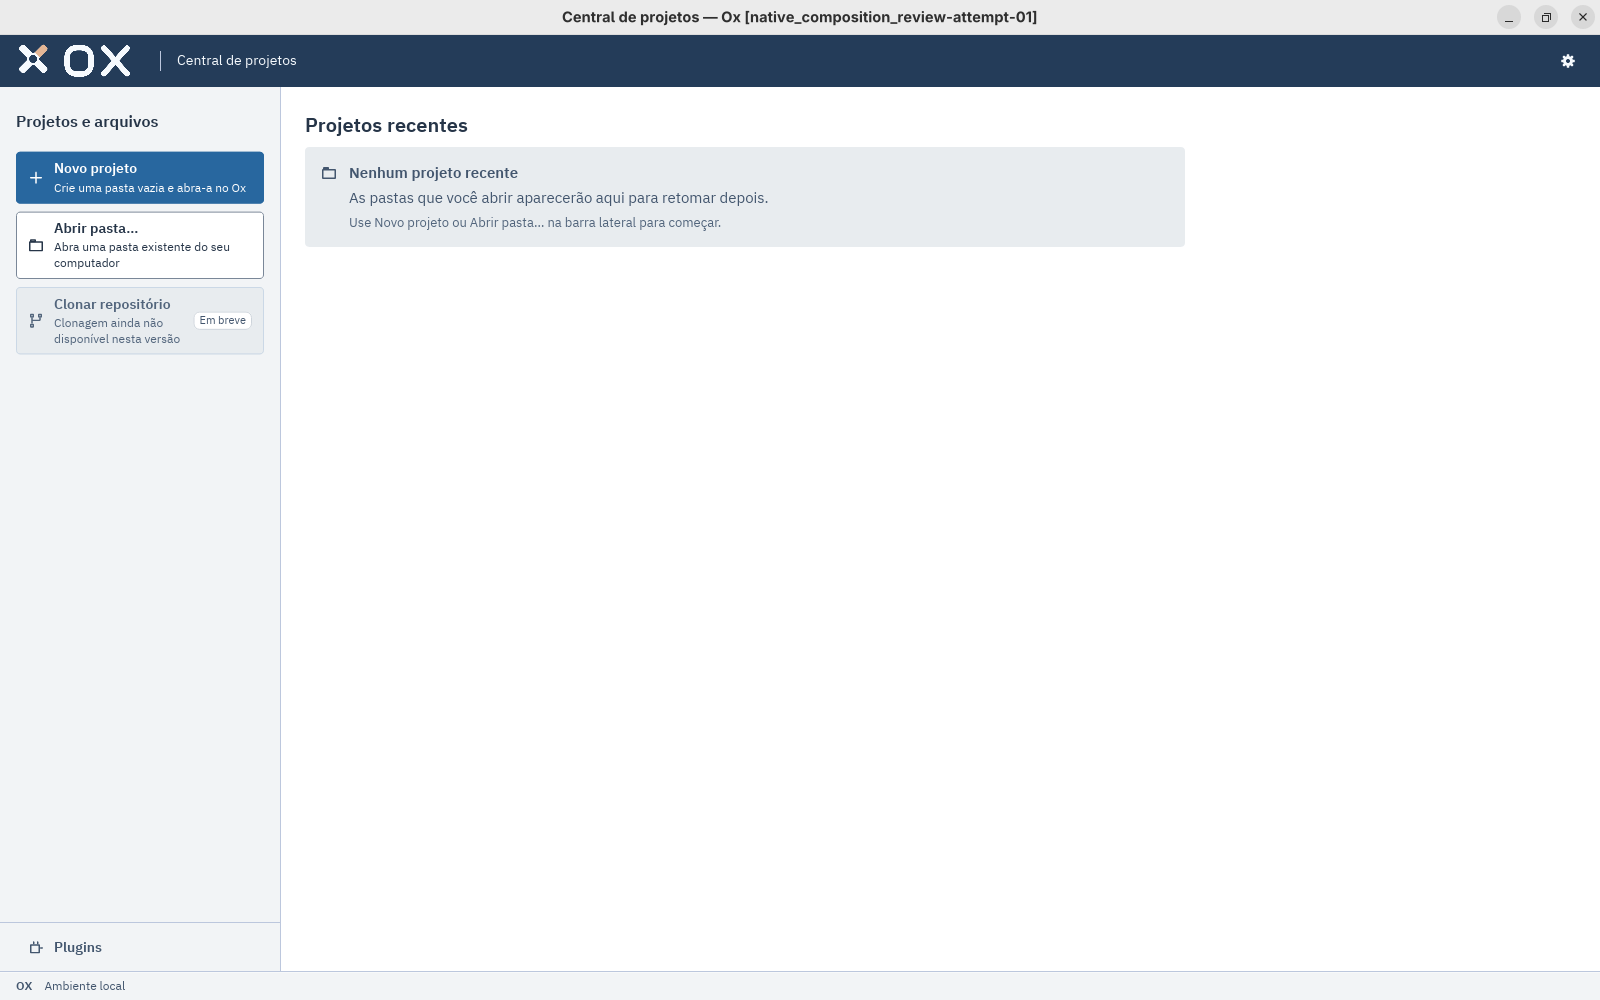 Central de projetos — Ox [native_composition_review-attempt-01]
OX
Central de projetos
Projetos e arquivos
Novo projeto
Crie uma pasta vazia e abra-a no Ox
Abrir pasta...
Abra uma pasta existente do seu
computador
Clonar repositório
Clonagem ainda não
disponível nesta versão
Em breve
Projetos recentes
Nenhum projeto recente
As pastas que você abrir aparecerão aqui para retomar depois.
Use Novo projeto ou Abrir pasta... na barra lateral para começar.
Plugins
OX Ambiente local